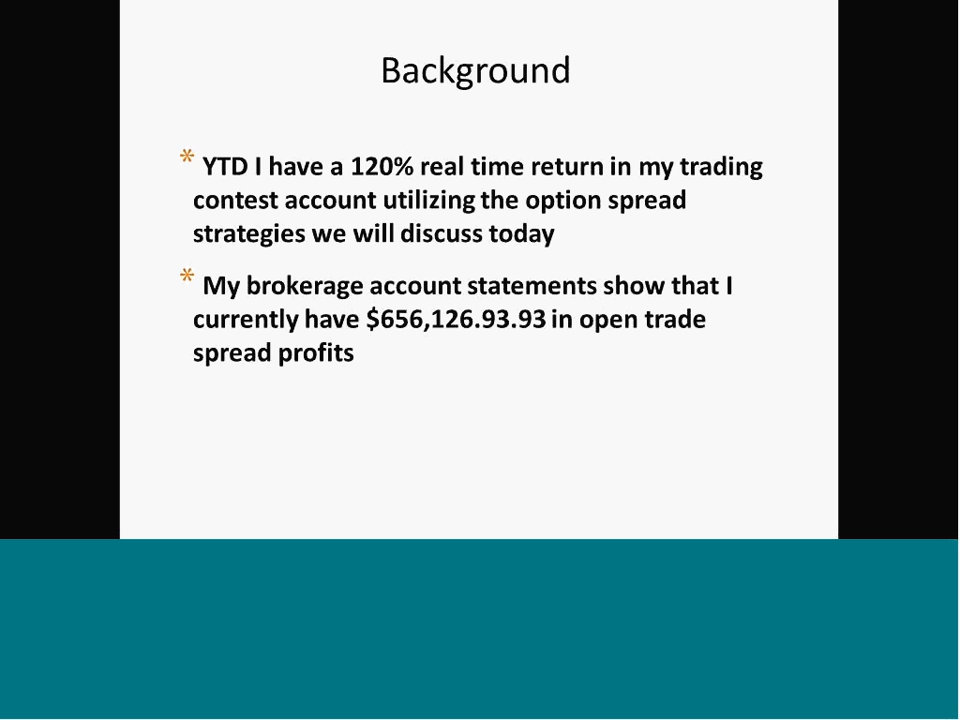 Background
* YTD I have a 120% real time return in my trading
contest account utilizing the option spread
strategies we will discuss today
* My brokerage account statements show that I
currently have $656,126.93.93 in open trade
spread profits